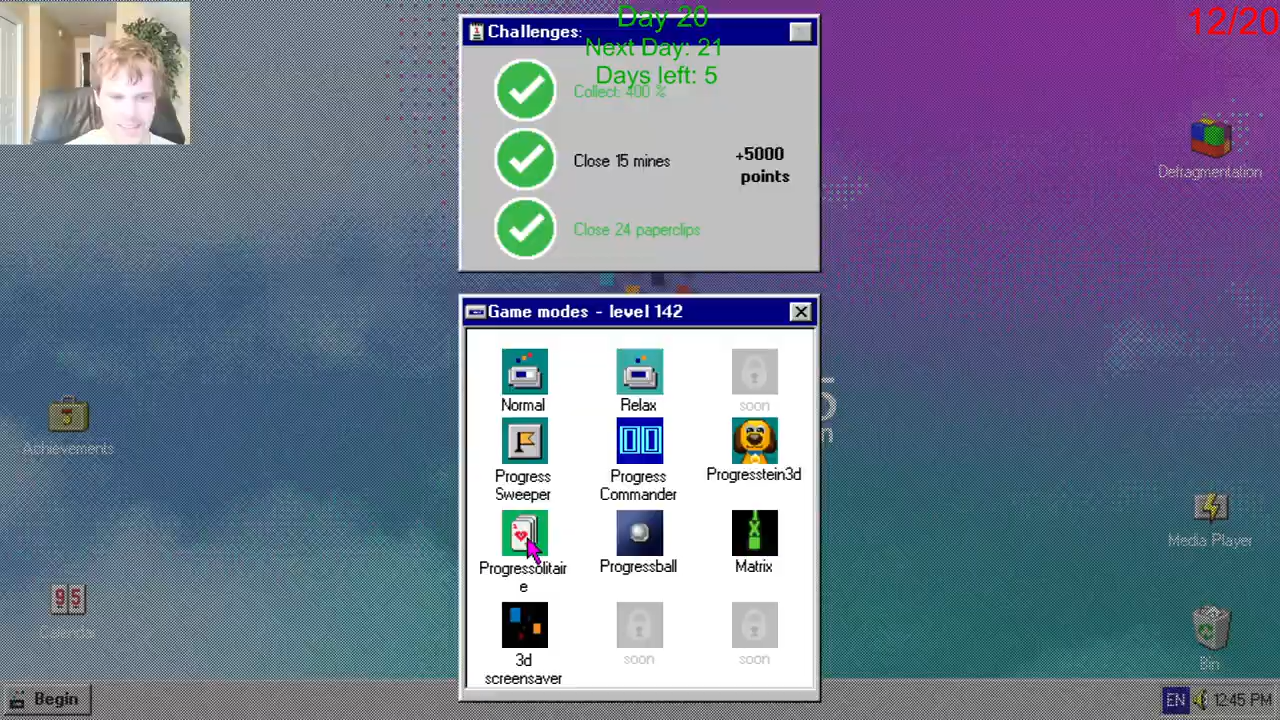 Day 20
12/20
Challenges:
Next Day: 21
Days left: 5
Collect: 400 %
Close 15 mines
+5000
points
Close 24 paperclips
Defragmentation
Game modes - level 142
Normal
Relax
soon
Progress
Sweeper
Progress
Commander
Progresstein3d
Progressolitair
e
Progressball
Matrix
3d
screensaver
soon
soon
Media Player
95
Bin
Begin
EN
12:45 PM